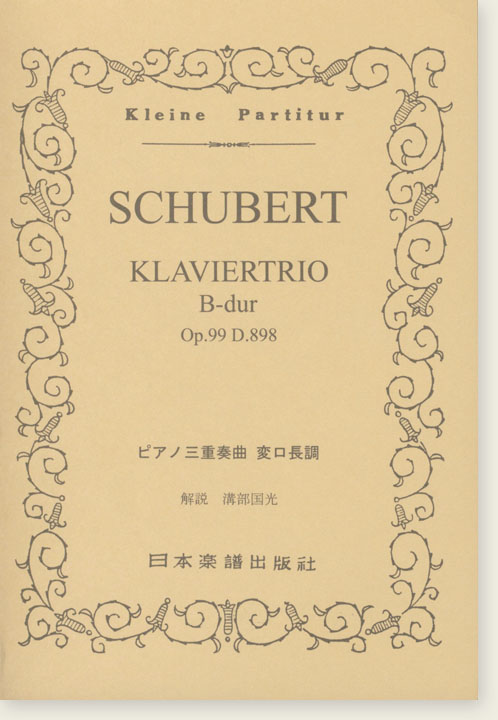 Kleine Partitur
SCHUBERT
KLAVIERTRIO
B-dur
Op.99 D.898
ピアノ三重奏曲 変ロ長調
解説 溝部国光
日本楽譜出版社